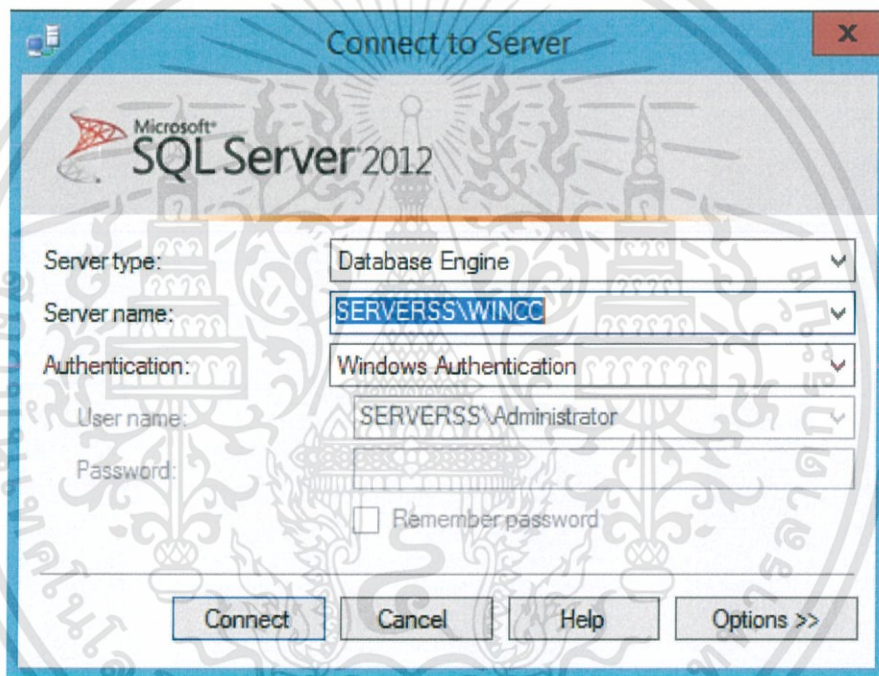 Connect to Server
X
Microsoft®
SQL Server 2012
Server type:
Database Engine
Server name:
SERVERSS\WINCC
Authentication:
Windows Authentication
User name:
SERVERSS\Administrator
Password:
Remember password
Connect
Cancel
Help
Options >>